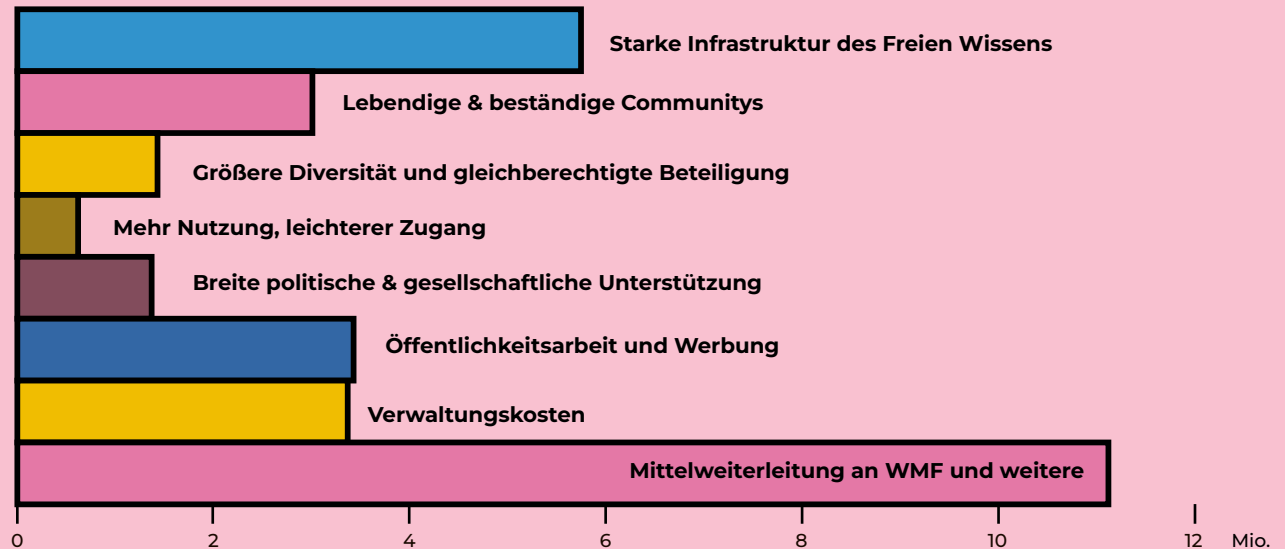 Starke Infrastruktur des Freien Wissens
Lebendige & beständige Communitys
Größere Diversität und gleichberechtigte Beteiligung
Mehr Nutzung, leichterer Zugang
Breite politische & gesellschaftliche Unterstützung
Öffentlichkeitsarbeit und Werbung
Verwaltungskosten
Mittelweiterleitung an WMF und weitere
0 2 4 6 8 10 12 Mio.